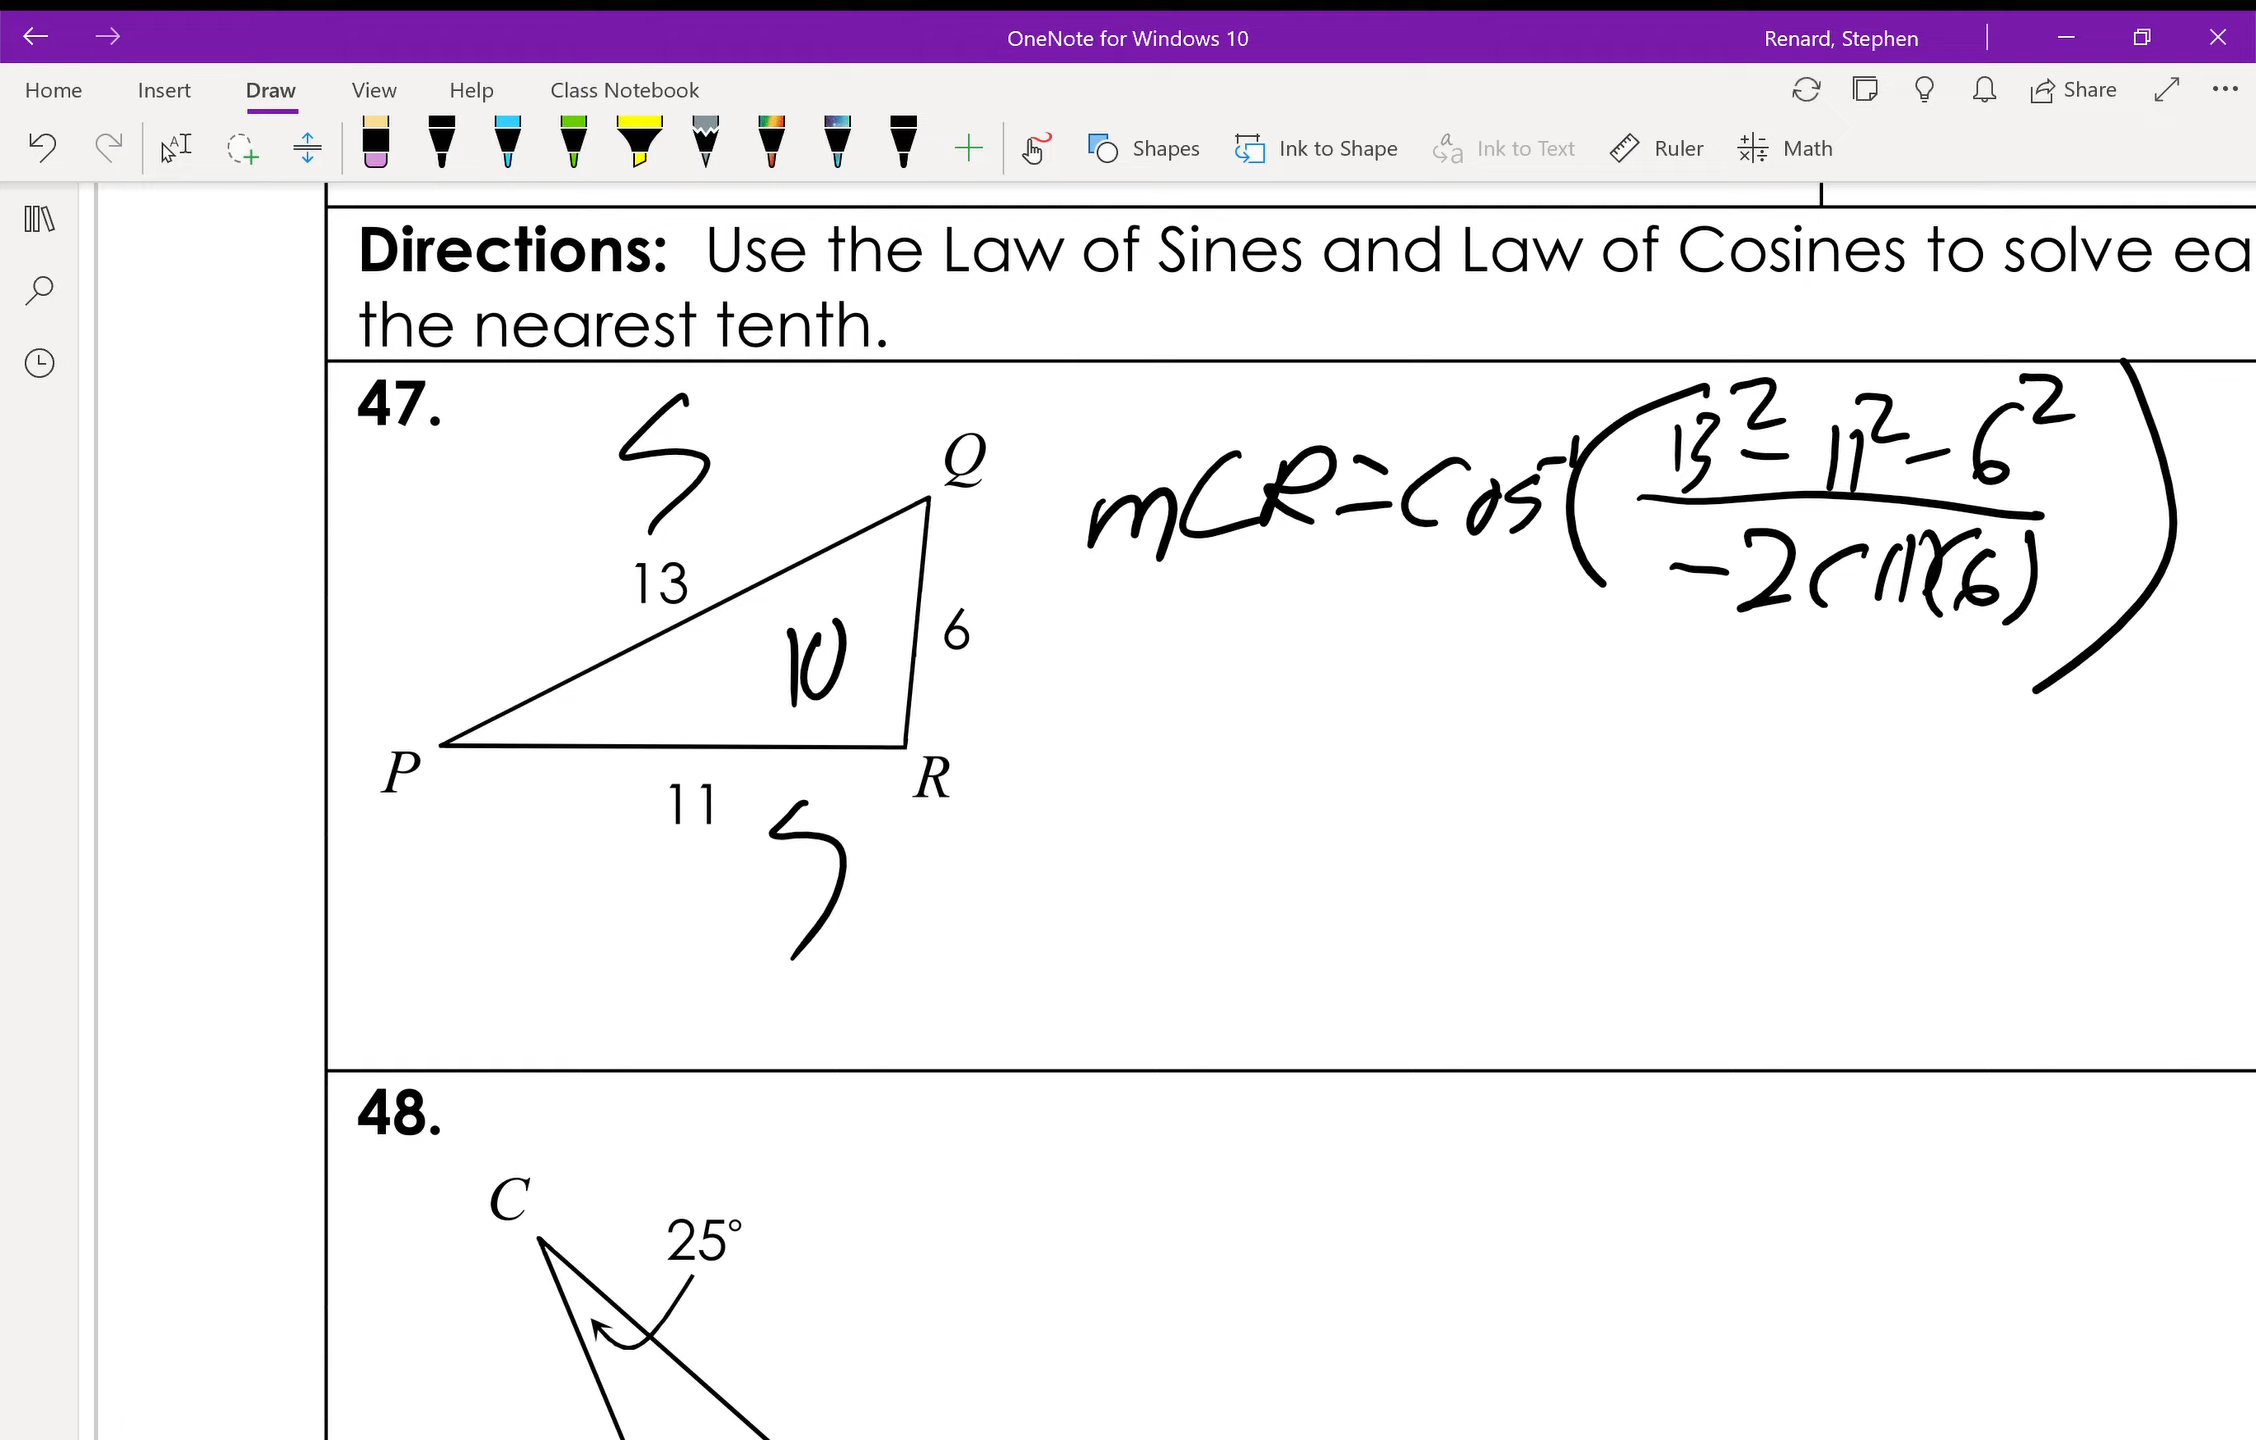 OneNote for Windows 10
Renard, Stephen
Home Insert Draw View Help Class Notebook Share
Shapes Ink to Shape Ink to Text Ruler Math
Directions: Use the Law of Sines and Law of Cosines to solve ea
the nearest tenth.
47.
S
Q
13
10
6
P
R
11
S
m<R = cos⁻¹(13² - 11² - 6² / -2(11)(6))
48.
C
25°